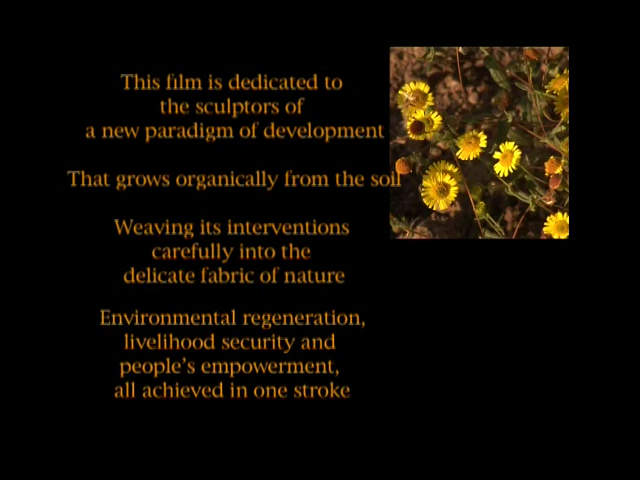 This film is dedicated to
the sculptors of
a new paradigm of development
That grows organically from the soil
Weaving its interventions
carefully into the
delicate fabric of nature
Environmental regeneration,
livelihood security and
people's empowerment,
all achieved in one stroke